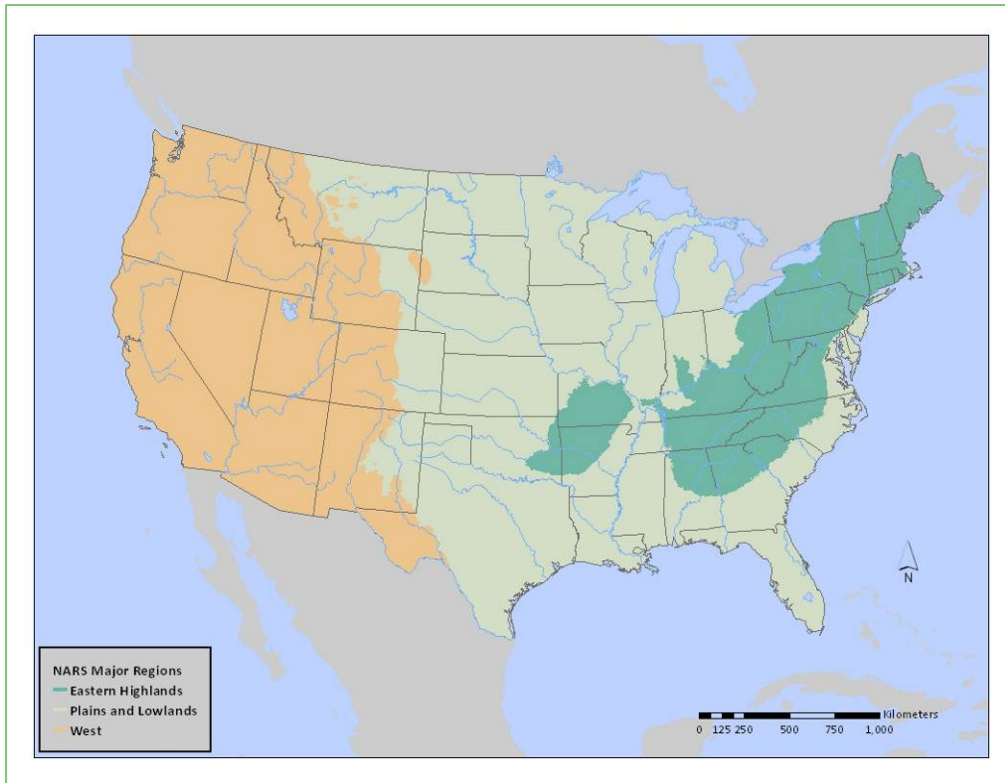 N
NARS Major Regions
Eastern Highlands
Plains and Lowlands
West
Kilometers
0 125 250 500 750 1,000